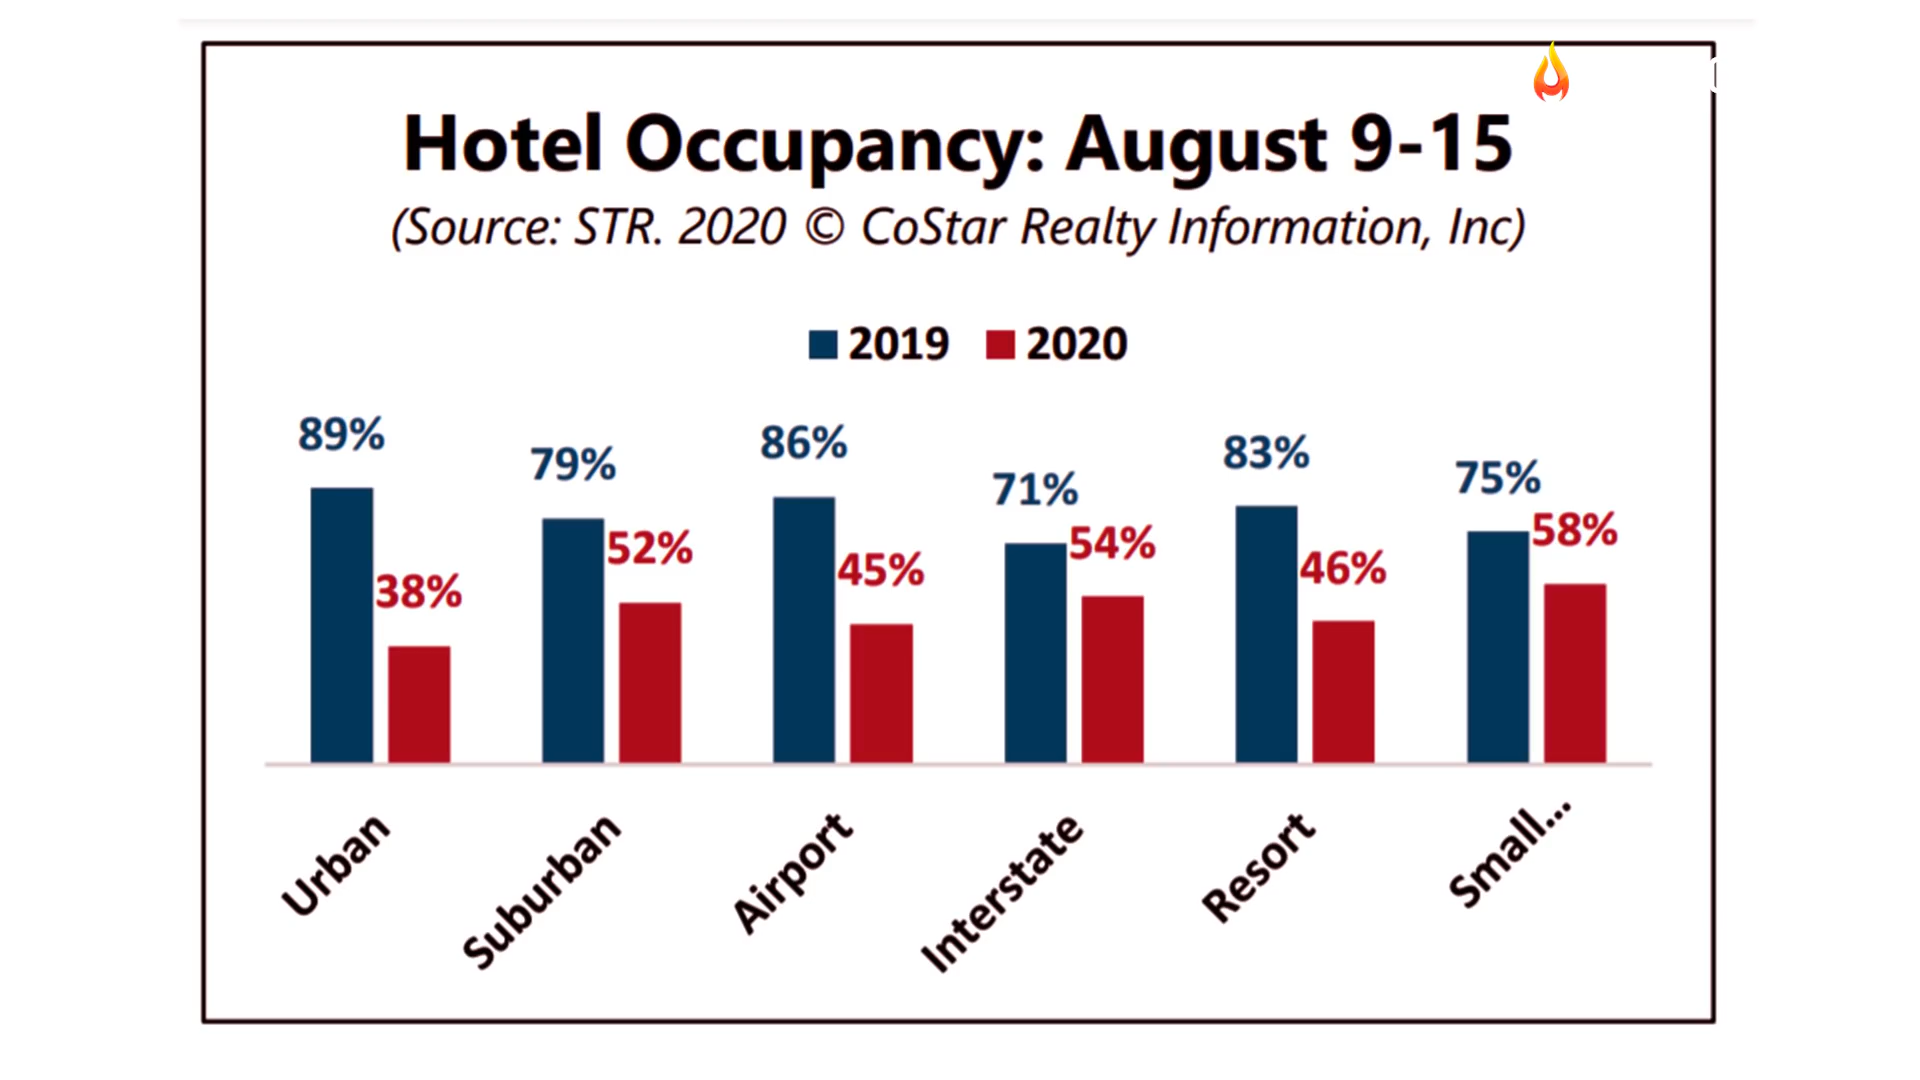 Hotel Occupancy: August 9-15
(Source: STR. 2020 © CoStar Realty Information, Inc)
2019 2020
89% 38% 79% 52% 86% 45% 71% 54% 83% 46% 75% 58%
Urban Suburban Airport Interstate Resort Small...